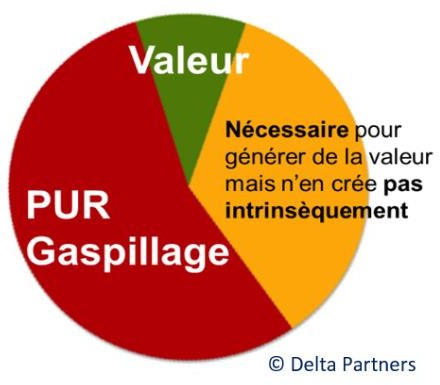 Valeur
Nécessaire pour
générer de la valeur
mais n'en crée pas
intrinsèquement
PUR
Gaspillage
© Delta Partners